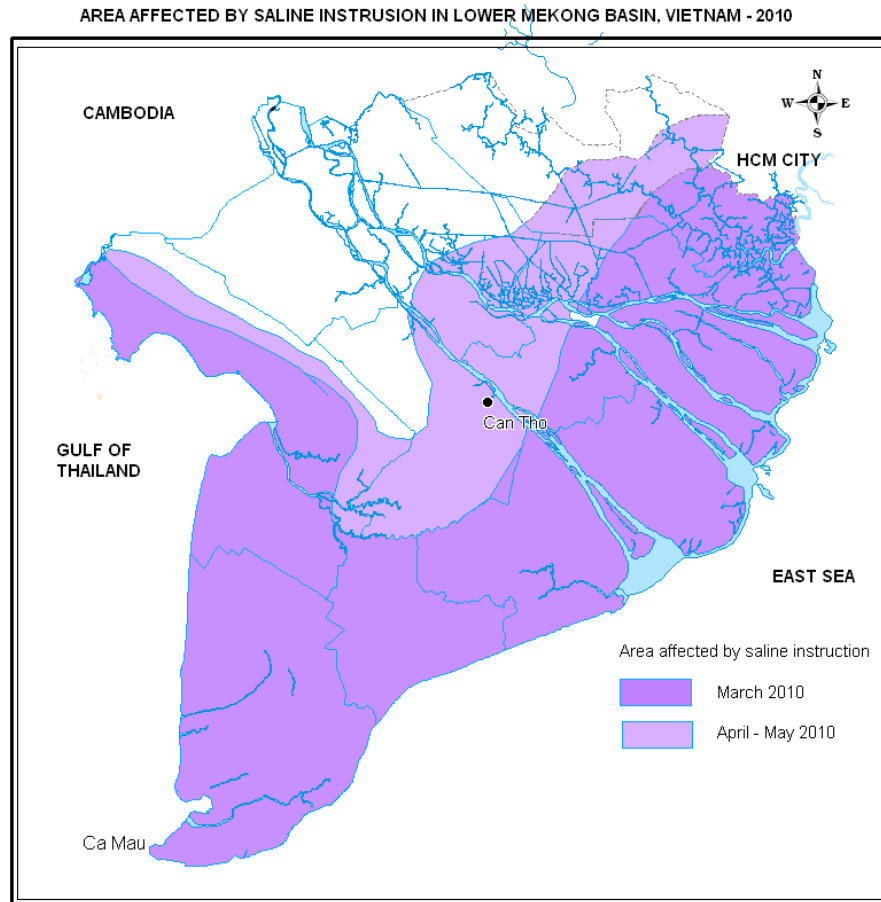 AREA AFFECTED BY SALINE INSTRUSION IN LOWER MEKONG BASIN, VIETNAM - 2010
N
CAMBODIA
W E
S
HCM CITY
Can Tho
GULF OF
THAILAND
EAST SEA
Area affected by saline instruction
March 2010
April - May 2010
Ca Mau